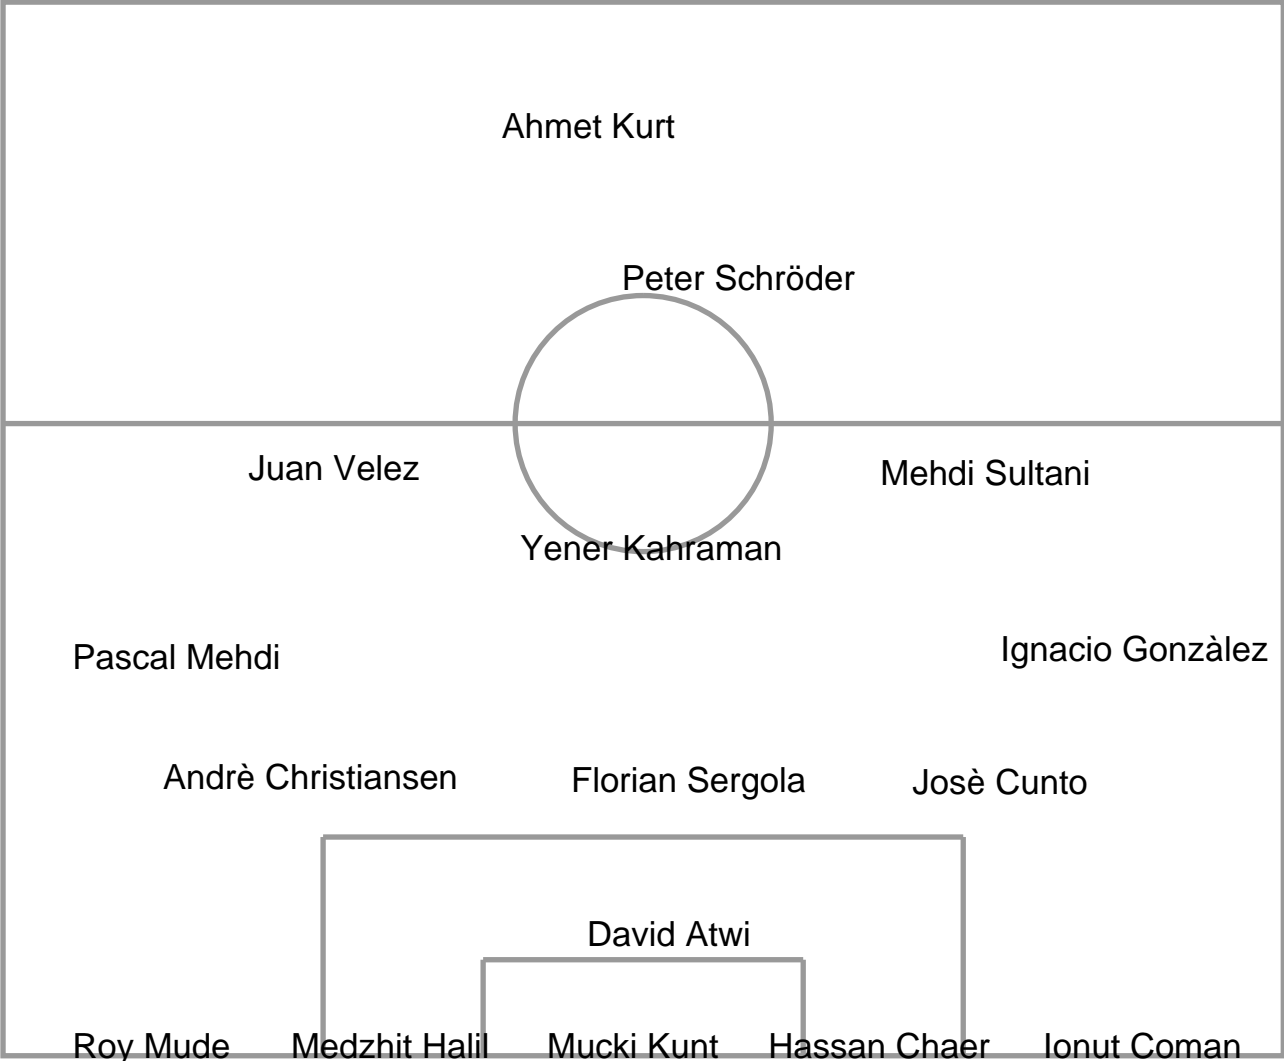 Ahmet Kurt
Peter Schröder
Juan Velez
Mehdi Sultani
Yener Kahraman
Pascal Mehdi
Ignacio Gonzàlez
Andrè Christiansen
Florian Sergola
Josè Cunto
David Atwi
Roy Mude
Medzhit Halil
Mucki Kunt
Hassan Chaer
Ionut Coman